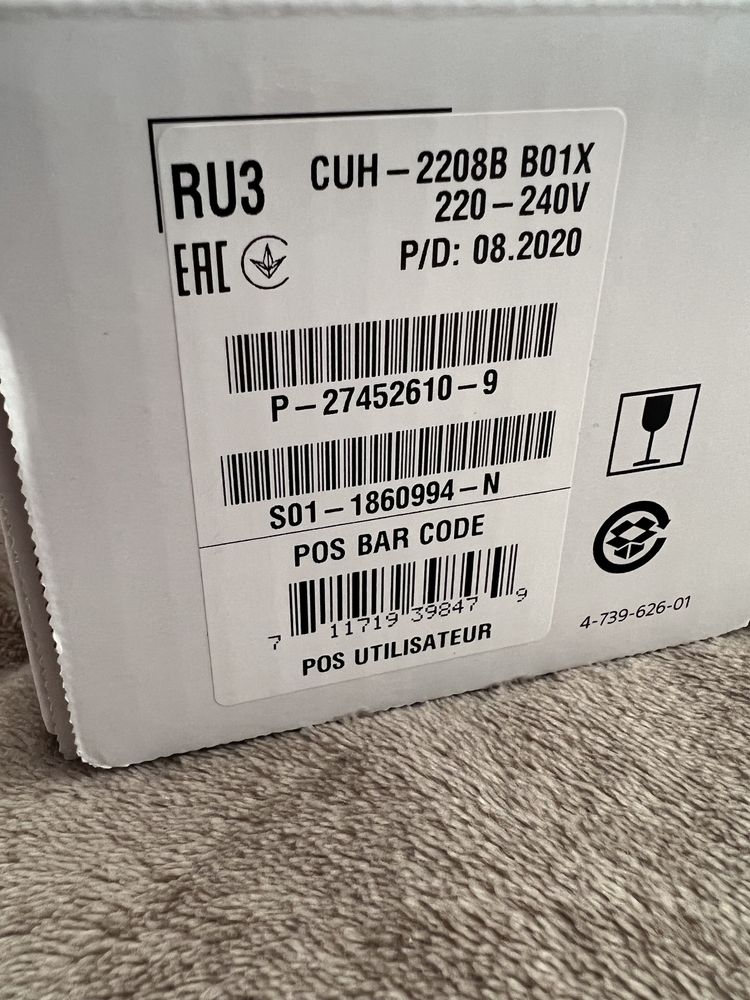 RU3
CUH-2208B B01X
220-240V
EAC
P/D: 08.2020
P-27452610-9
S01-1860994-N
POS BAR CODE
7 11719 39847 9
POS UTILISATEUR
4-739-626-01